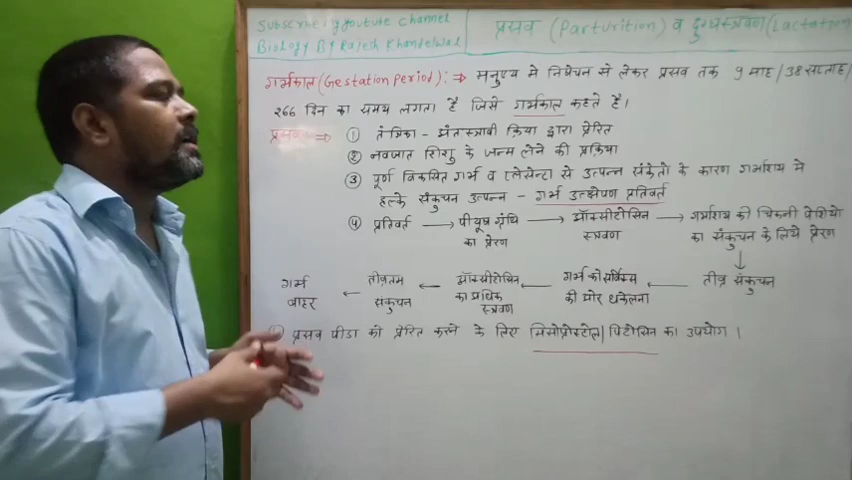 Subscribe my youtube channel
Biology By Rajesh Khandelwal
प्रसव (Parturition) व दुग्धस्त्रवण (Lactation
गर्भकाल (Gestation Period) : ⇒ मनुष्य मे निषेचन से लेकर प्रसव तक 9 माह / 38 सप्ताह /
266 दिन का समय लगता है जिसे गर्भकाल कहते है।
प्रसव ⇒ ① तंत्रिका - अंतस्त्रावी क्रिया द्वारा प्रेरित
② नवजात शिशु के जन्म लेने की प्रक्रिया
③ पूर्ण विकसित गर्भ व प्लेसेन्टा से उत्पन्न संकेतो के कारण गर्भाशय मे
हल्के संकुचन उत्पन्न - गर्भ उत्क्षेपण प्रतिवर्त
④ प्रतिवर्त → पीयूष ग्रंथि → ऑक्सीटोसिन → गर्भाशय की चिकनी पेशियो
का प्रेरण स्त्रवण का संकुचन के लिये प्रेरण
↓
गर्भ ← तीव्रतम ← ऑक्सीटोसिन ← गर्भ को सर्विक्स ← तीव्र संकुचन
बाहर संकुचन का अधिक की ओर धकेलना
स्त्रवण
प्रसव पीडा को प्रेरित करने के लिए मिसोप्रोस्टोल / पिटोसिन का उपयोग।